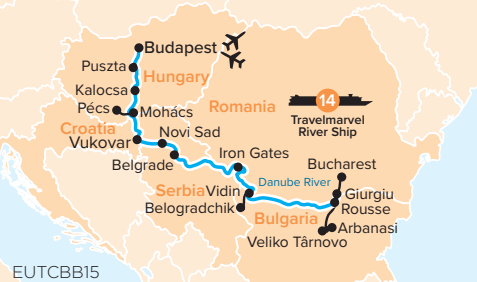 Budapest
Puszta
Hungary
Kalocsa
Pécs
Mohács
Romania
14
Travelmarvel
River Ship
Croatia
Vukovar
Novi Sad
Belgrade
Iron Gates
Bucharest
Danube River
Serbia
Vidin
Giurgiu
Belogradchik
Rousse
Bulgaria
Arbanasi
Veliko Târnovo
EUTCBB15